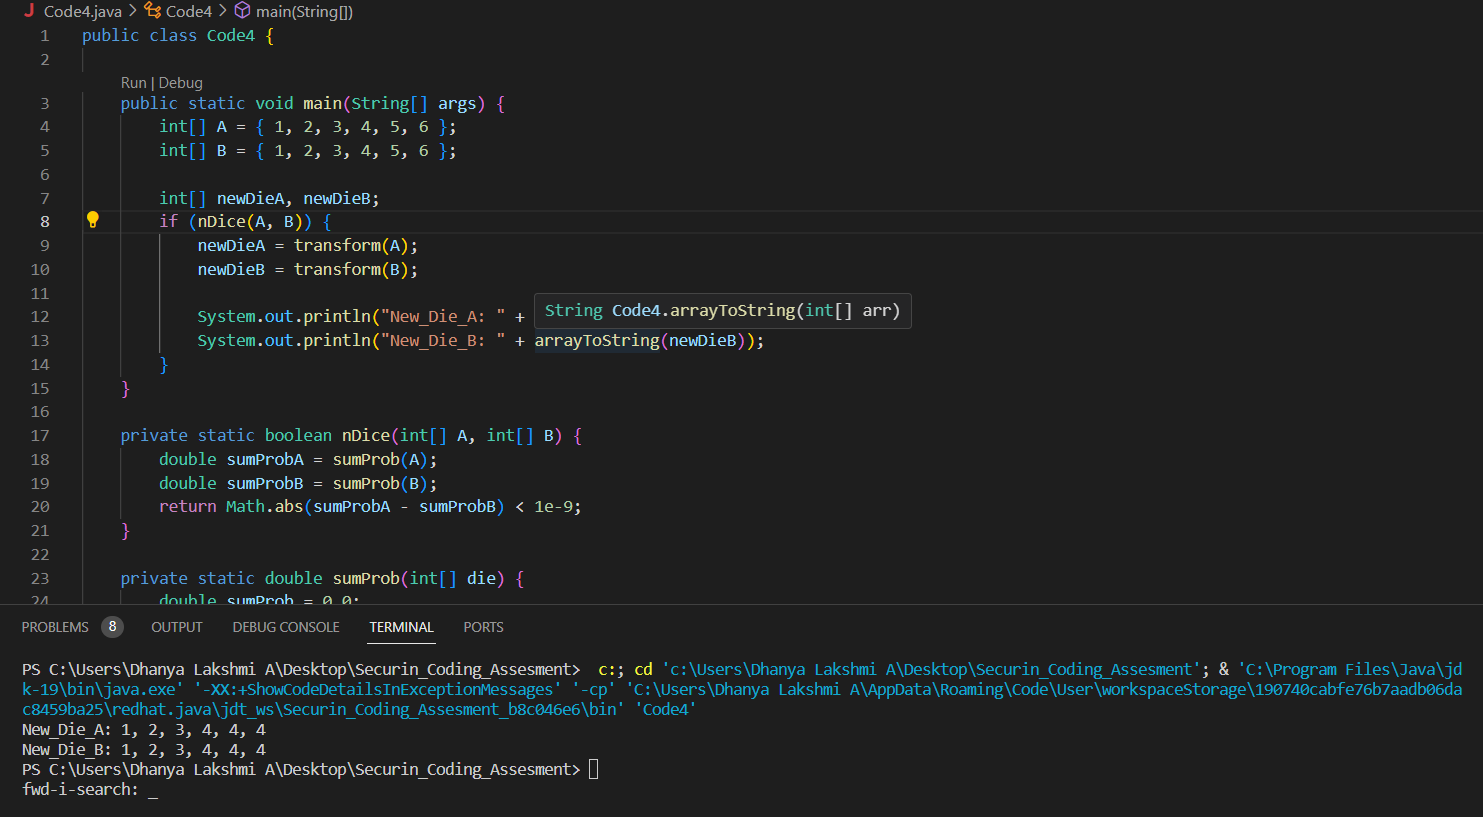 Code4.java > Code4 > main(String[])
1 public class Code4 {
2
Run | Debug
3 public static void main(String[] args) {
4 int[] A = { 1, 2, 3, 4, 5, 6 };
5 int[] B = { 1, 2, 3, 4, 5, 6 };
6
7 int[] newDieA, newDieB;
8 if (nDice(A, B)) {
9 newDieA = transform(A);
10 newDieB = transform(B);
11
String Code4.arrayToString(int[] arr)
12 System.out.println("New_Die_A: " +
13 System.out.println("New_Die_B: " + arrayToString(newDieB));
14 }
15 }
16
17 private static boolean nDice(int[] A, int[] B) {
18 double sumProbA = sumProb(A);
19 double sumProbB = sumProb(B);
20 return Math.abs(sumProbA - sumProbB) < 1e-9;
21 }
22
23 private static double sumProb(int[] die) {
24 double sumProb = 0.0;
PROBLEMS 8 OUTPUT DEBUG CONSOLE TERMINAL PORTS
PS C:\Users\Dhanya Lakshmi A\Desktop\Securin_Coding_Assesment> c:; cd 'c:\Users\Dhanya Lakshmi A\Desktop\Securin_Coding_Assesment'; & 'C:\Program Files\Java\jd
k-19\bin\java.exe' '-XX:+ShowCodeDetailsInExceptionMessages' '-cp' 'C:\Users\Dhanya Lakshmi A\AppData\Roaming\Code\User\workspaceStorage\190740cabfe76b7aadb06da
c8459ba25\redhat.java\jdt_ws\Securin_Coding_Assesment_b8c046e6\bin' 'Code4'
New_Die_A: 1, 2, 3, 4, 4, 4
New_Die_B: 1, 2, 3, 4, 4, 4
PS C:\Users\Dhanya Lakshmi A\Desktop\Securin_Coding_Assesment>
fwd-i-search: _